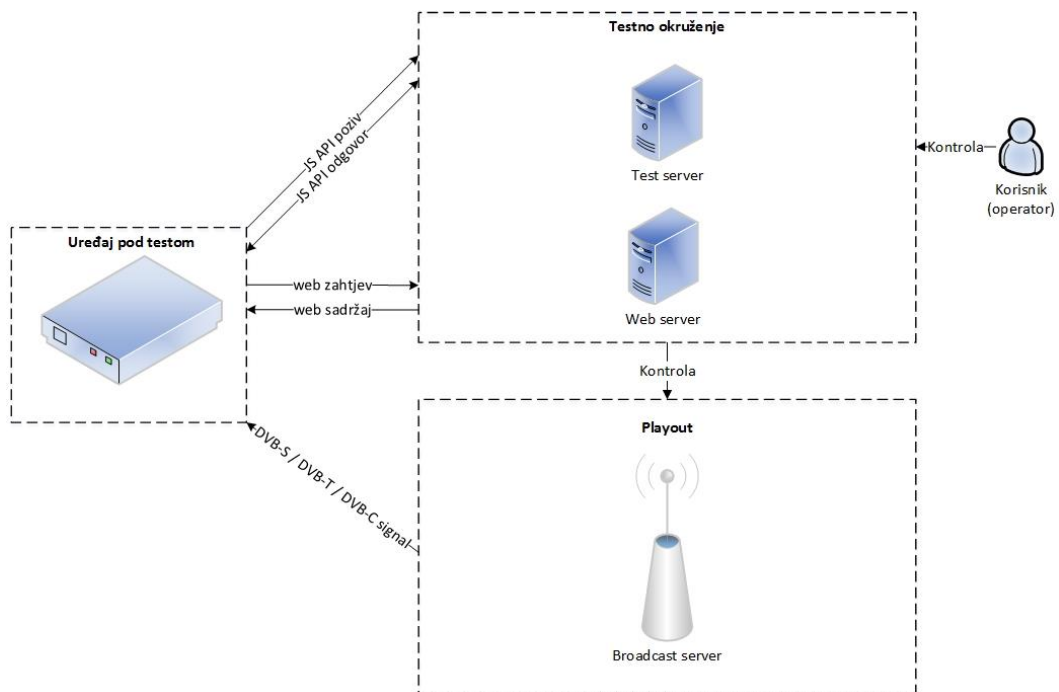 Testno okruženje
Test server
Web server
Kontrola
Korisnik
(operator)
JS API poziv
JS API odgovor
Uređaj pod testom
web zahtjev
web sadržaj
Kontrola
DVB-S / DVB-T / DVB-C signal
Playout
Broadcast server